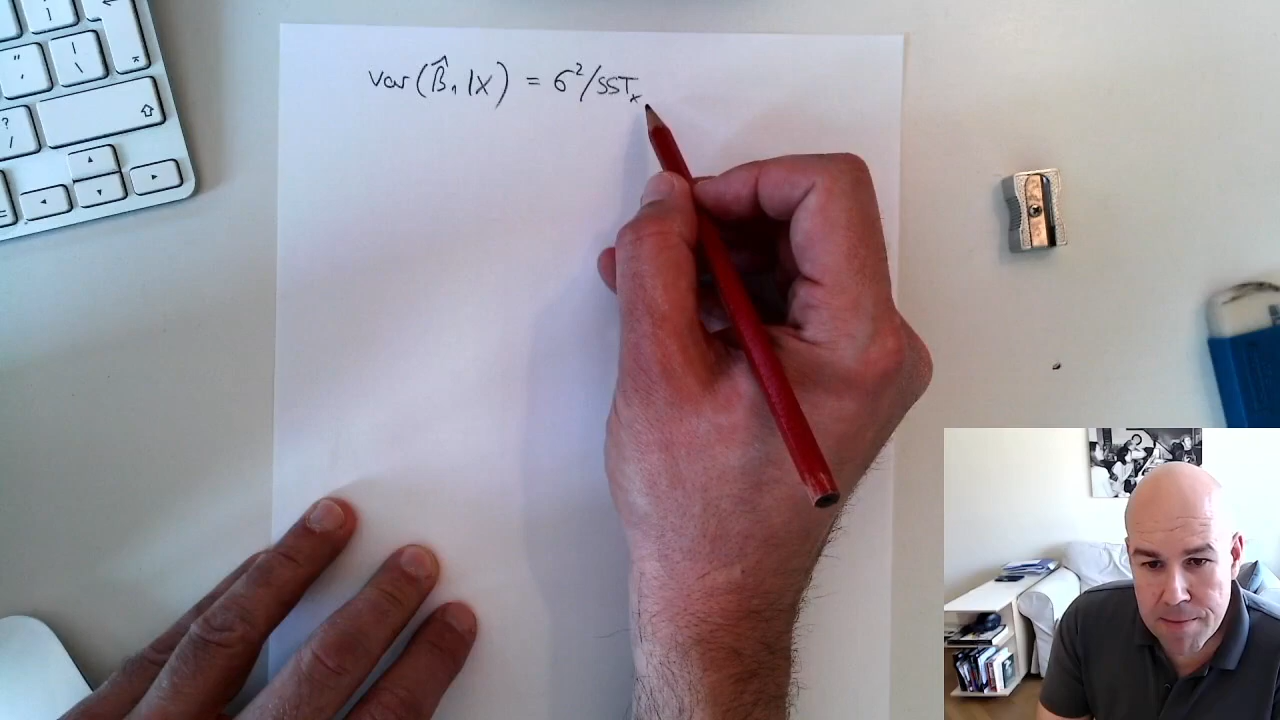 var(β̂₁|x) = σ²/SSTₓ
" ,
| \
? /